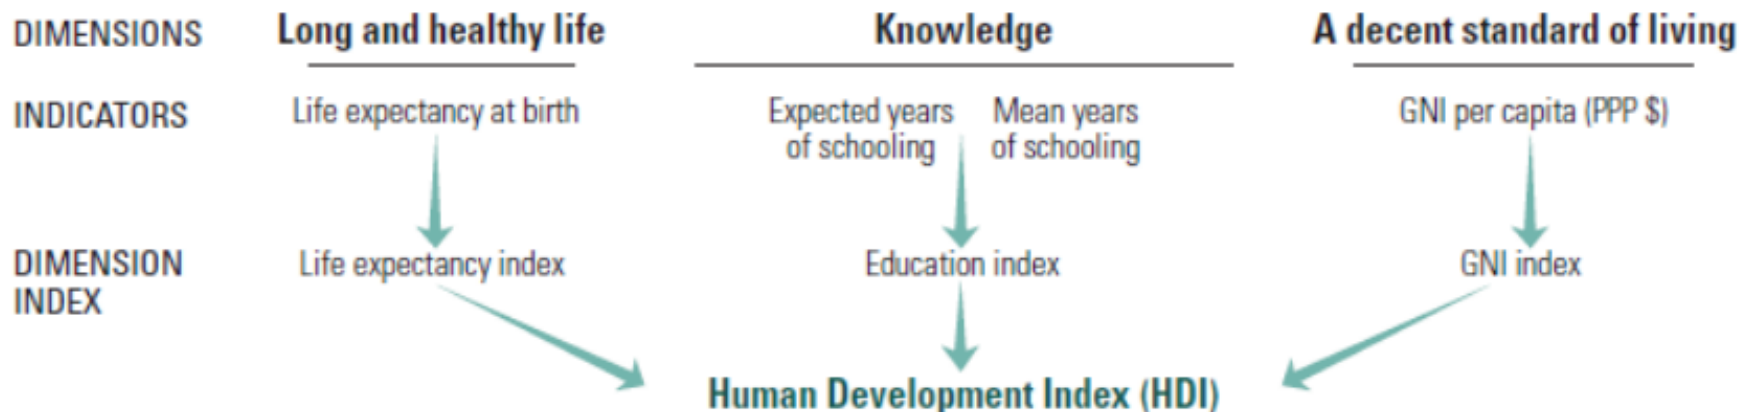 DIMENSIONS
Long and healthy life
Knowledge
A decent standard of living
INDICATORS
Life expectancy at birth
Expected years
of schooling
Mean years
of schooling
GNI per capita (PPP $)
DIMENSION
INDEX
Life expectancy index
Education index
GNI index
Human Development Index (HDI)